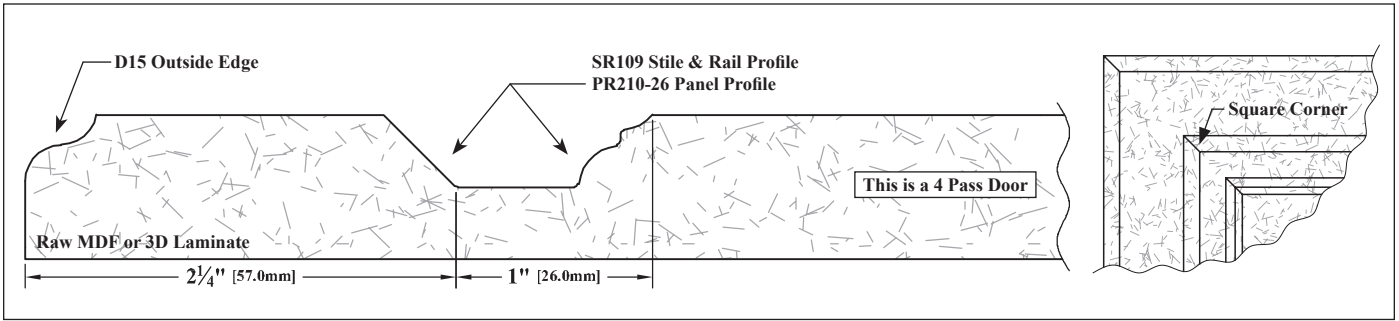 D15 Outside Edge
SR109 Stile & Rail Profile
PR210-26 Panel Profile
Square Corner
This is a 4 Pass Door
Raw MDF or 3D Laminate
2¼" [57.0mm]
1" [26.0mm]